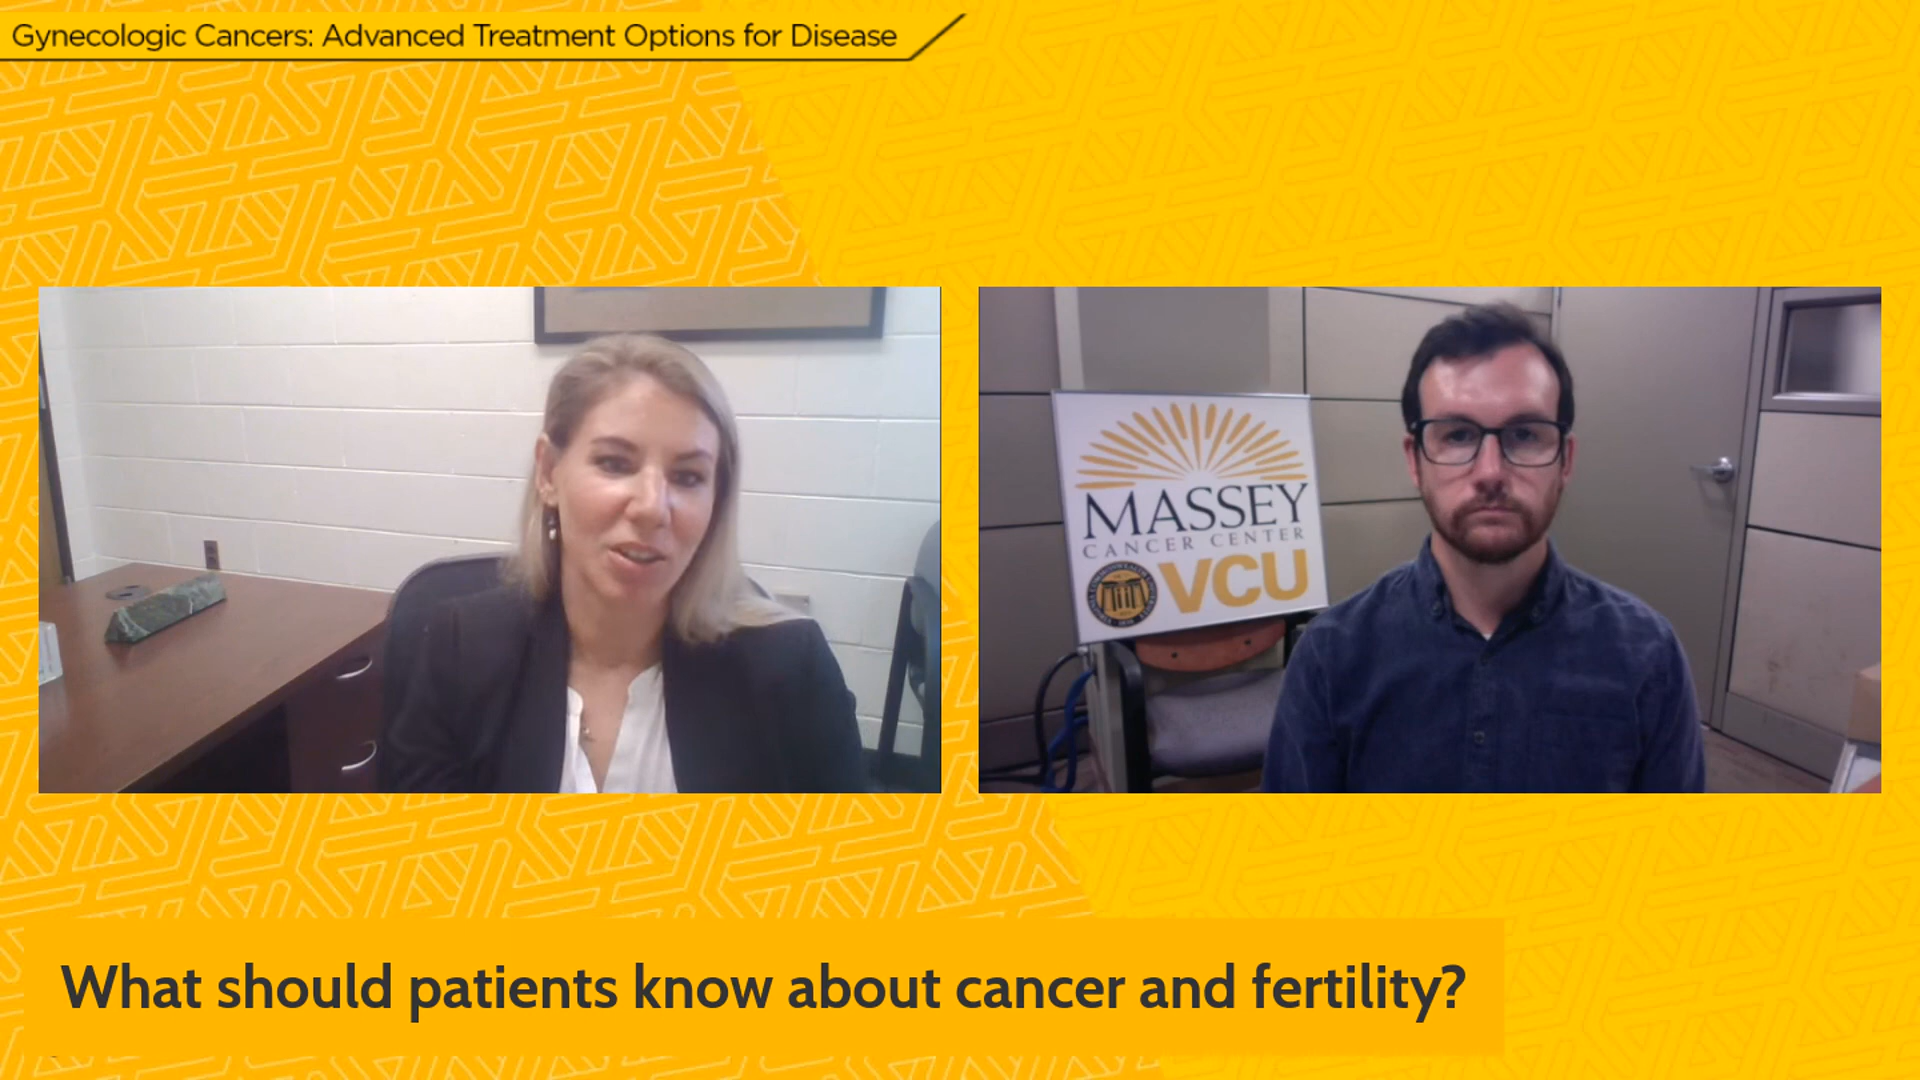 Gynecologic Cancers: Advanced Treatment Options for Disease
MASSEY
CANCER CENTER
VCU
What should patients know about cancer and fertility?